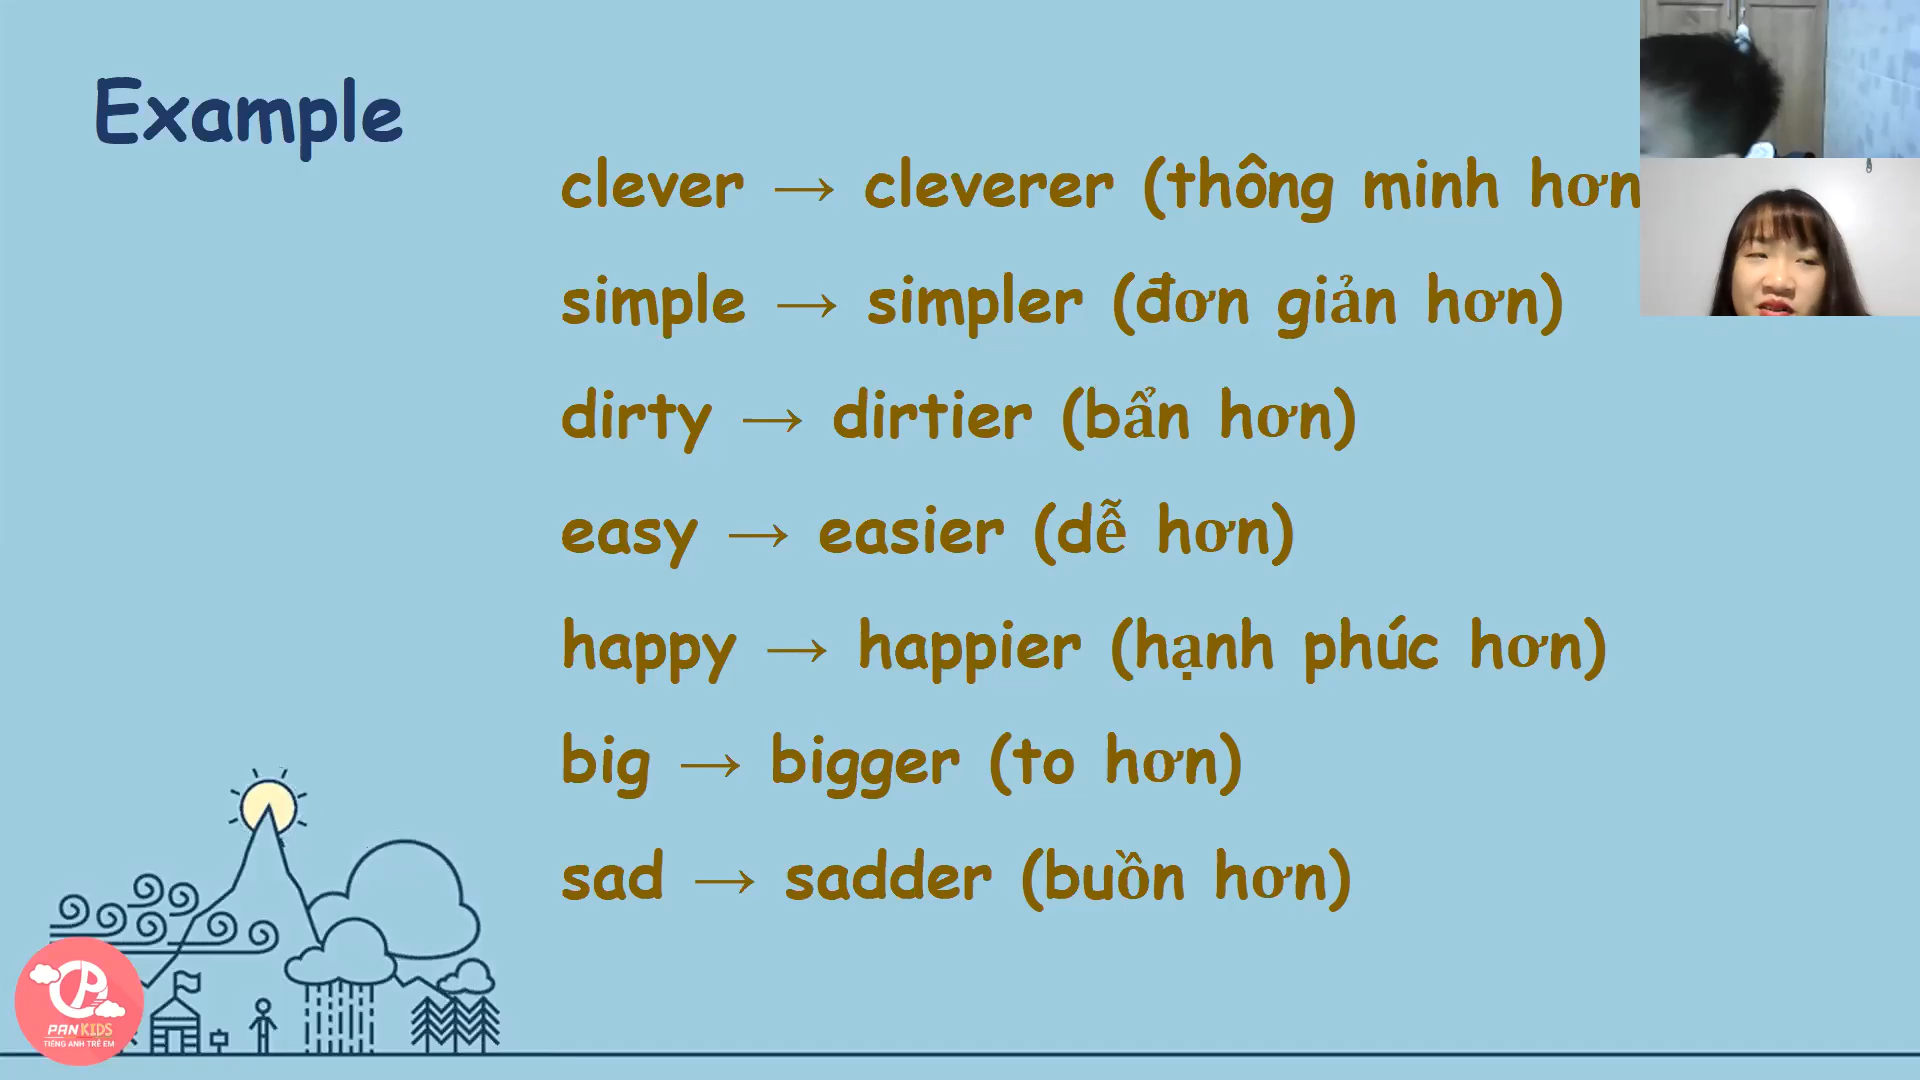 Example
clever → cleverer (thông minh hơn
simple → simpler (đơn giản hơn)
dirty → dirtier (bẩn hơn)
easy → easier (dễ hơn)
happy → happier (hạnh phúc hơn)
big → bigger (to hơn)
sad → sadder (buồn hơn)
PAN KIDS
TIẾNG ANH TRẺ EM